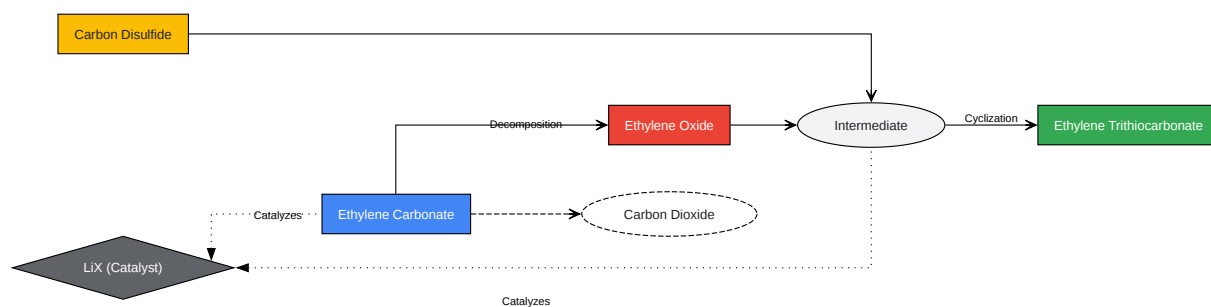 Carbon Disulfide
Decomposition
Ethylene Oxide
Intermediate
Cyclization
Ethylene Trithiocarbonate
Catalyzes
Ethylene Carbonate
Carbon Dioxide
LiX (Catalyst)
Catalyzes